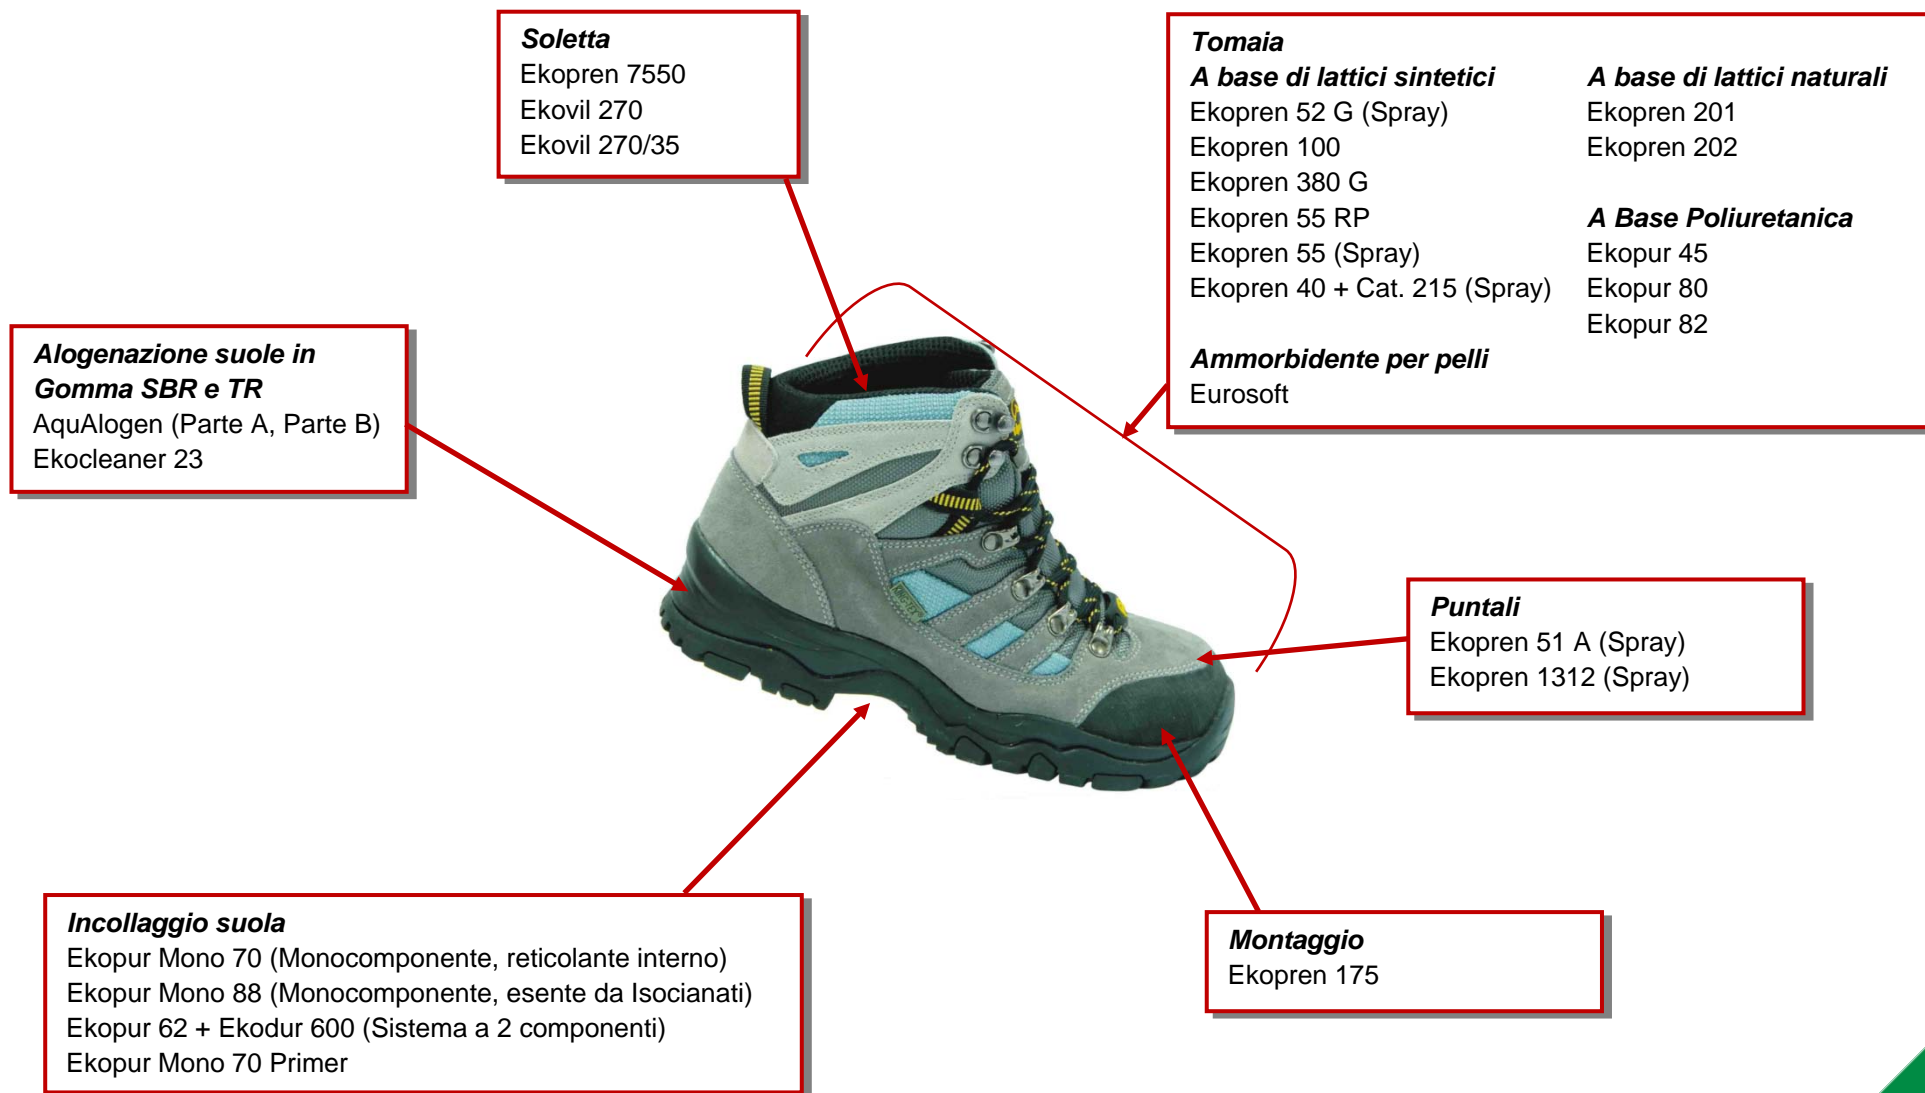 Soletta
Ekopren 7550
Ekovil 270
Ekovil 270/35
Tomaia
A base di lattici sintetici
Ekopren 52 G (Spray)
Ekopren 100
Ekopren 380 G
Ekopren 55 RP
Ekopren 55 (Spray)
Ekopren 40 + Cat. 215 (Spray)
A base di lattici naturali
Ekopren 201
Ekopren 202
A Base Poliuretanica
Ekopur 45
Ekopur 80
Ekopur 82
Ammorbidente per pelli
Eurosoft
Alogenazione suole in
Gomma SBR e TR
AquAlogen (Parte A, Parte B)
Ekocleaner 23
Puntali
Ekopren 51 A (Spray)
Ekopren 1312 (Spray)
Incollaggio suola
Ekopur Mono 70 (Monocomponente, reticolante interno)
Ekopur Mono 88 (Monocomponente, esente da Isocianati)
Ekopur 62 + Ekodur 600 (Sistema a 2 componenti)
Ekopur Mono 70 Primer
Montaggio
Ekopren 175